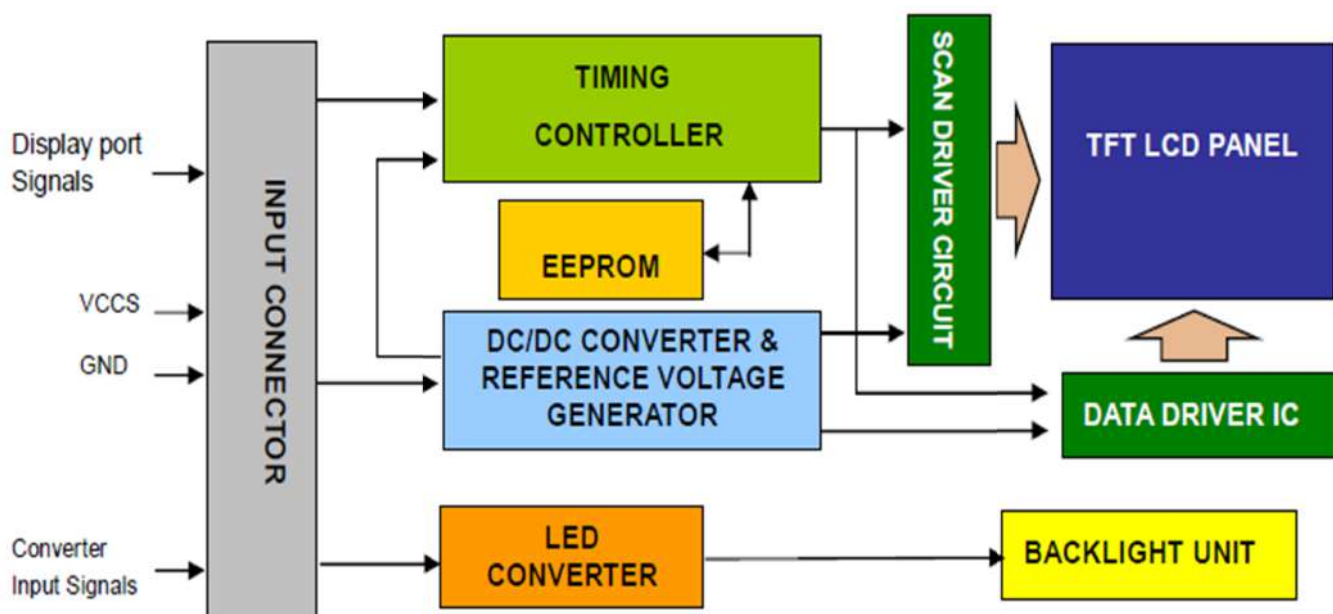 Display port
Signals
VCCS
GND
Converter
Input Signals
INPUT CONNECTOR
TIMING
CONTROLLER
EEPROM
DC/DC CONVERTER &
REFERENCE VOLTAGE
GENERATOR
LED
CONVERTER
SCAN DRIVER CIRCUIT
TFT LCD PANEL
DATA DRIVER IC
BACKLIGHT UNIT